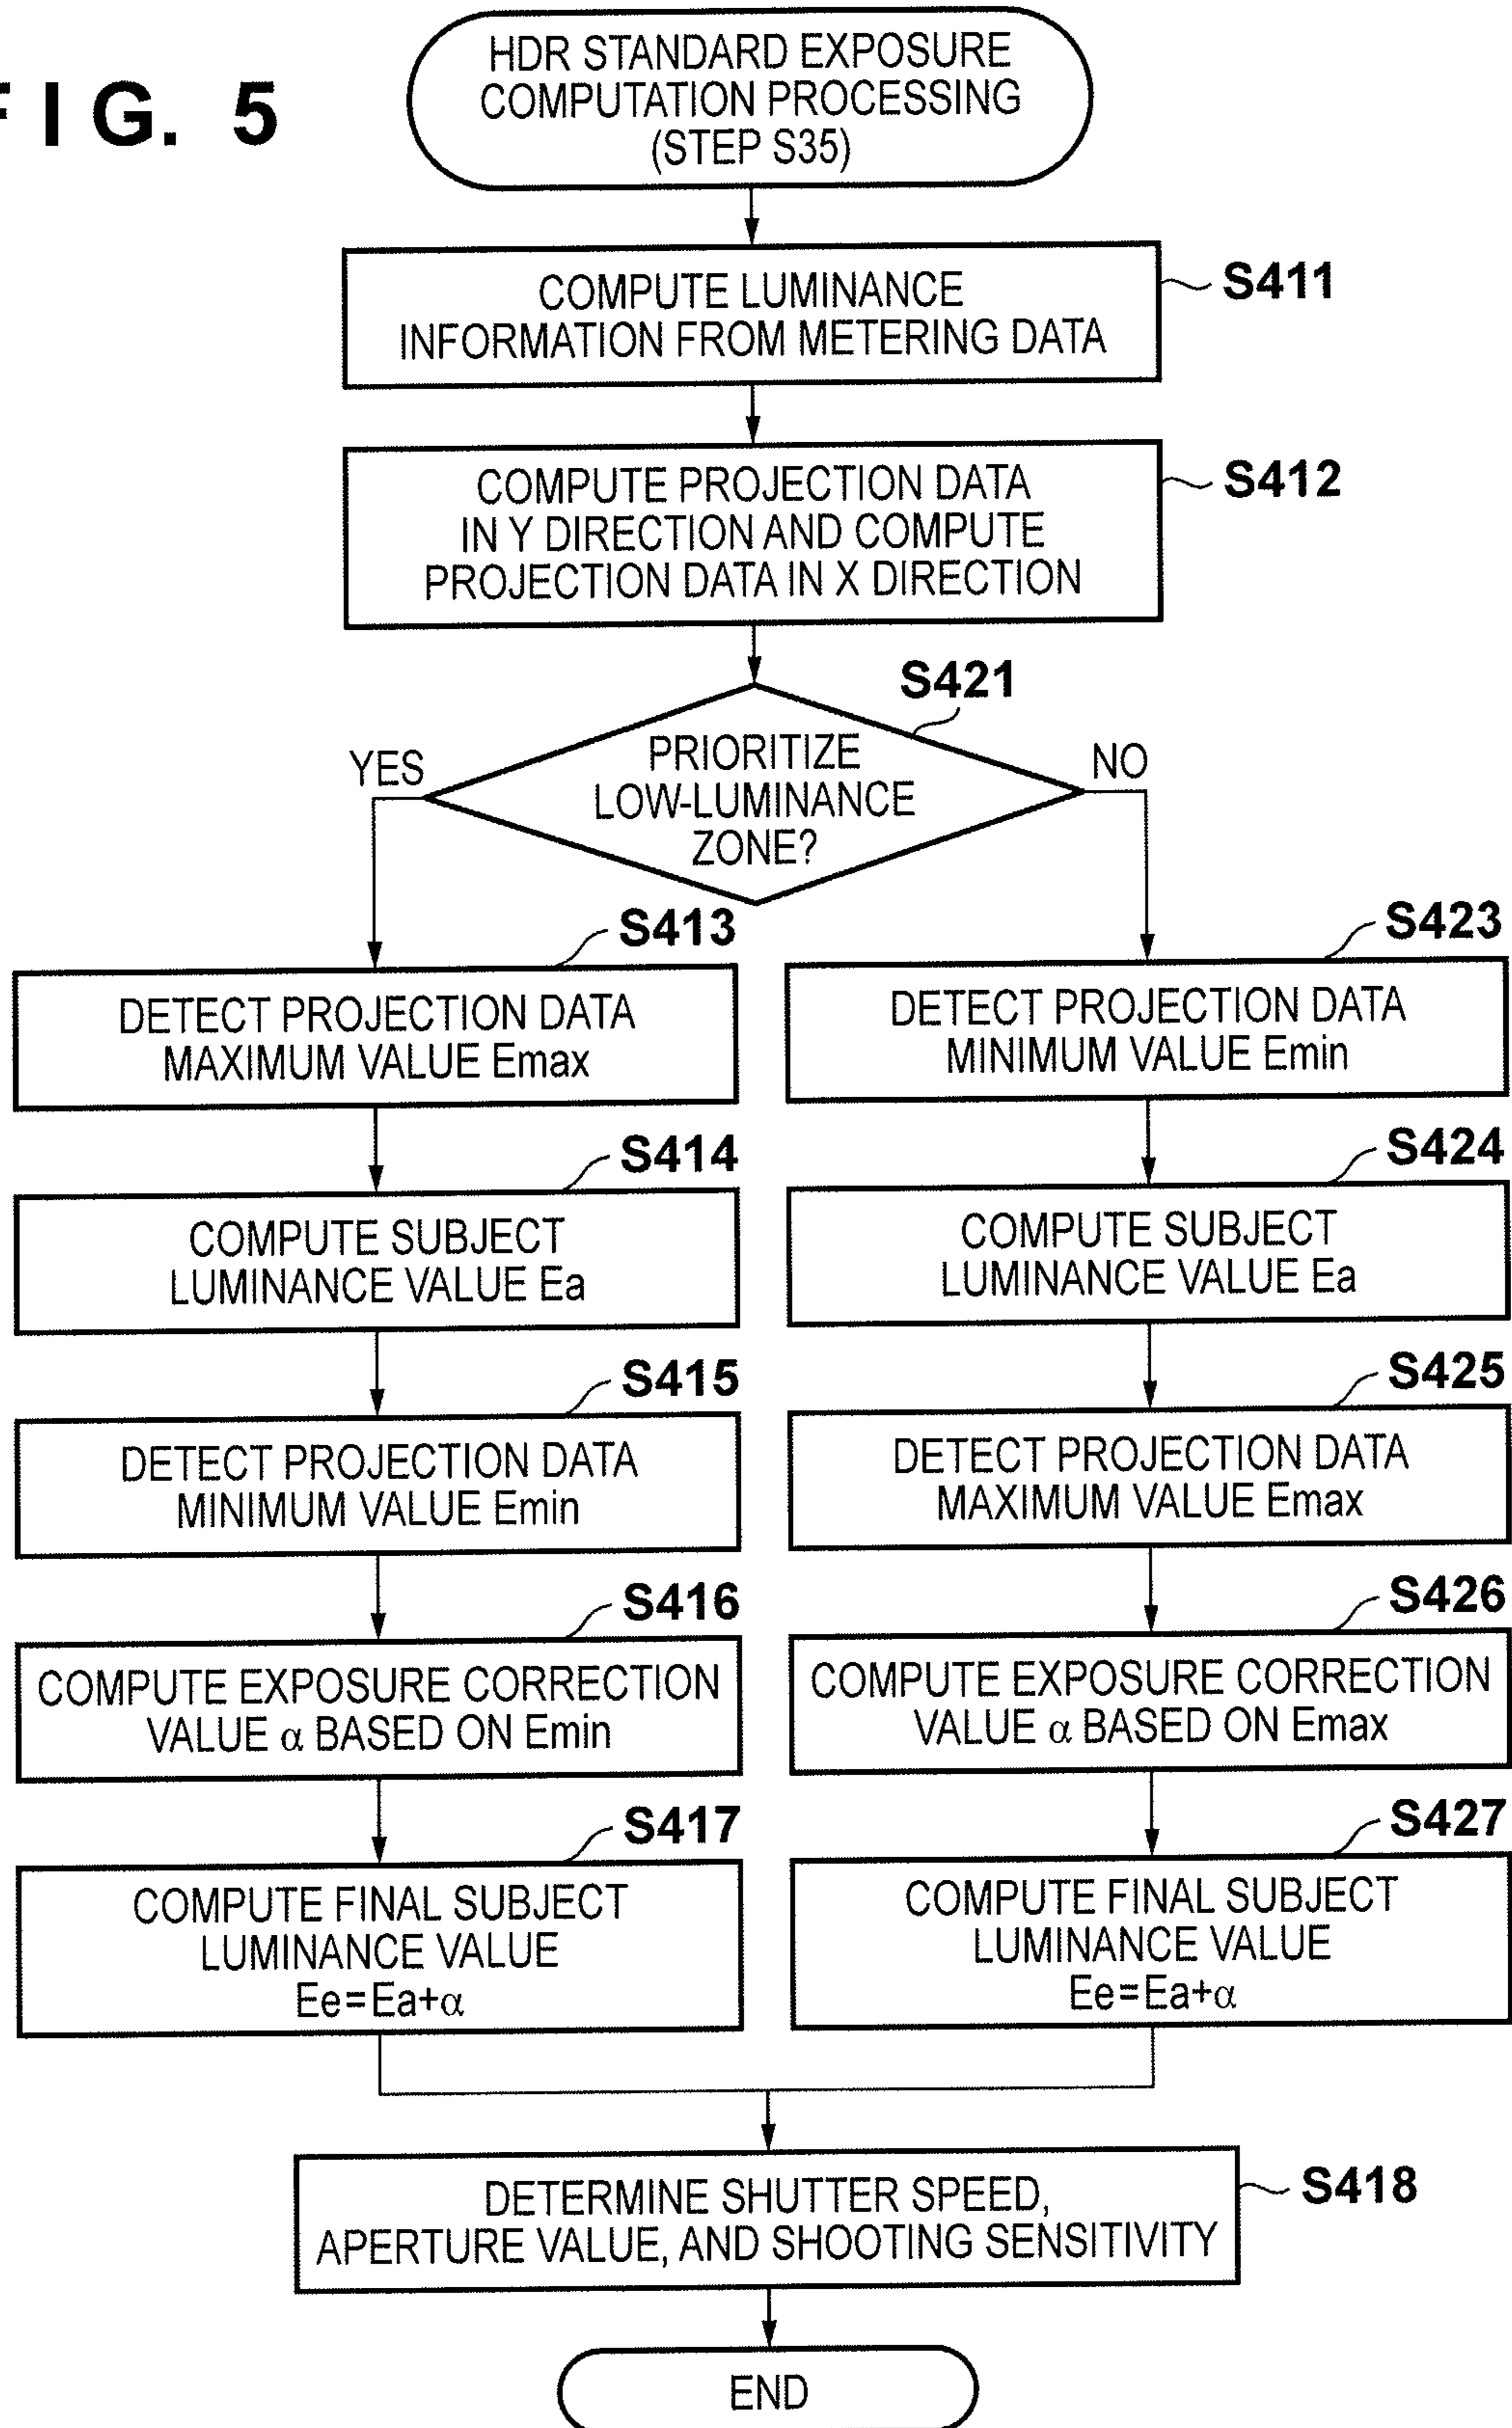 FIG. 5
HDR STANDARD EXPOSURE
COMPUTATION PROCESSING
(STEP S35)
COMPUTE LUMINANCE
INFORMATION FROM METERING DATA
S411
COMPUTE PROJECTION DATA
IN Y DIRECTION AND COMPUTE
PROJECTION DATA IN X DIRECTION
S412
S421
PRIORITIZE
LOW-LUMINANCE
ZONE?
YES
NO
S413
DETECT PROJECTION DATA
MAXIMUM VALUE Emax
S423
DETECT PROJECTION DATA
MINIMUM VALUE Emin
S414
COMPUTE SUBJECT
LUMINANCE VALUE Ea
S424
COMPUTE SUBJECT
LUMINANCE VALUE Ea
S415
DETECT PROJECTION DATA
MINIMUM VALUE Emin
S425
DETECT PROJECTION DATA
MAXIMUM VALUE Emax
S416
COMPUTE EXPOSURE CORRECTION
VALUE α BASED ON Emin
S426
COMPUTE EXPOSURE CORRECTION
VALUE α BASED ON Emax
S417
COMPUTE FINAL SUBJECT
LUMINANCE VALUE
Ee=Ea+α
S427
COMPUTE FINAL SUBJECT
LUMINANCE VALUE
Ee=Ea+α
DETERMINE SHUTTER SPEED,
APERTURE VALUE, AND SHOOTING SENSITIVITY
S418
END